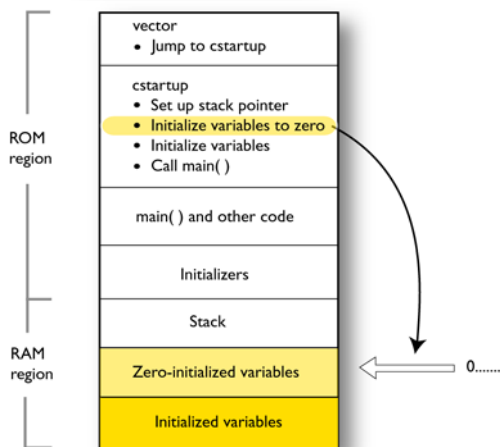 vector
• Jump to cstartup
cstartup
• Set up stack pointer
• Initialize variables to zero
• Initialize variables
• Call main( )
ROM
region
main( ) and other code
Initializers
Stack
RAM
region
Zero-initialized variables
0.......
Initialized variables